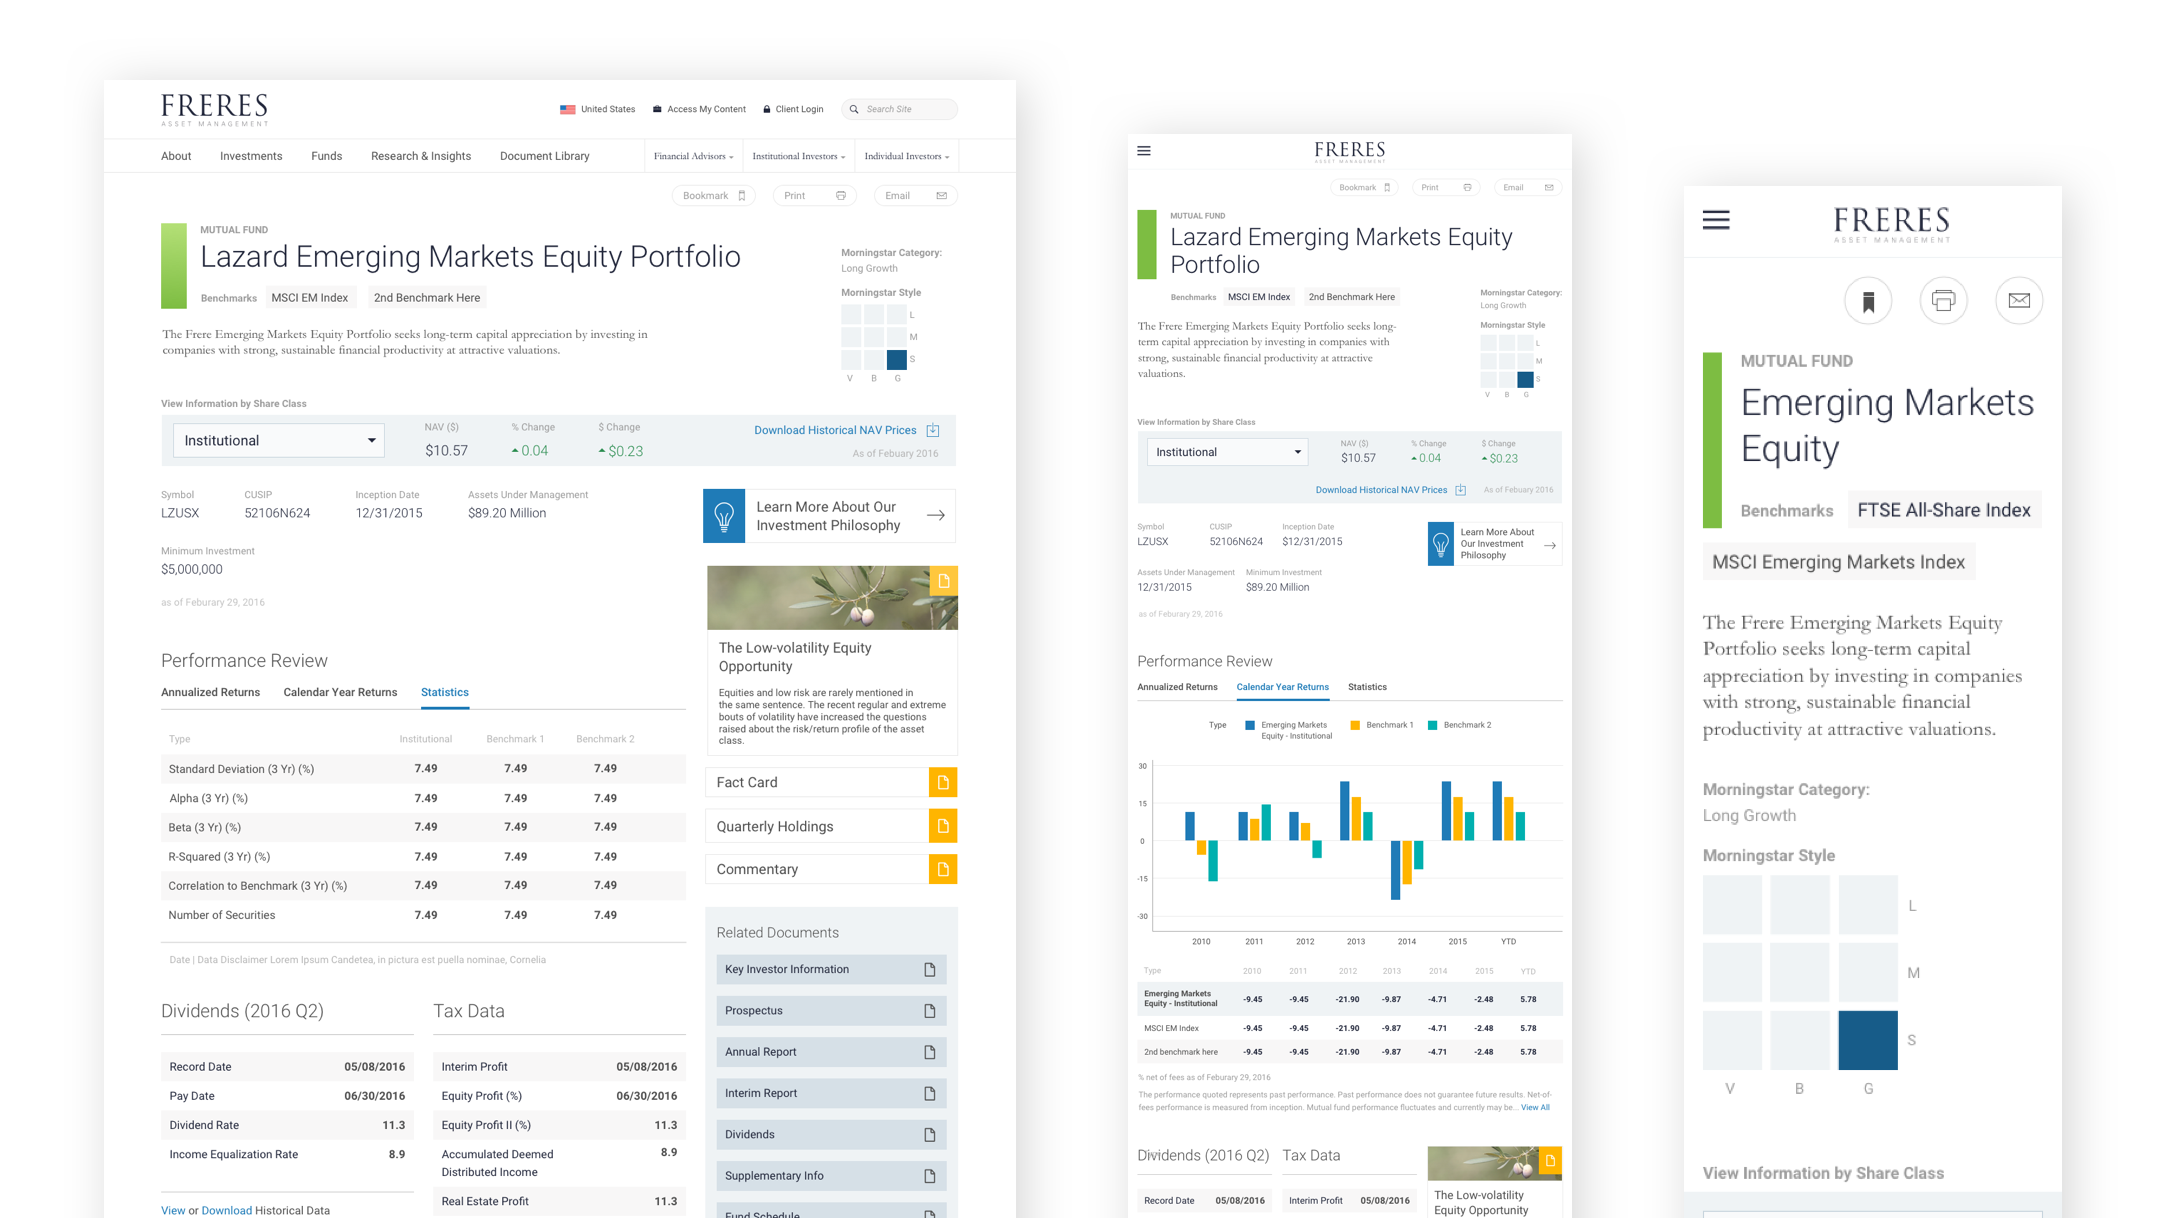 FRERES
ASSET MANAGEMENT
United States
Access My Content
Client Login
Search Site
About
Investments
Funds
Research & Insights
Document Library
Financial Advisors
Institutional Investors
Individual Investors
Bookmark
Print
Email
MUTUAL FUND
Lazard Emerging Markets Equity Portfolio
Benchmarks MSCI EM Index 2nd Benchmark Here
The Frere Emerging Markets Equity Portfolio seeks long-term capital appreciation by investing in
companies with strong, sustainable financial productivity at attractive valuations.
Morningstar Category:
Long Growth
Morningstar Style
L
M
S
V B G
View Information by Share Class
Institutional
NAV ($) % Change $ Change
$10.57 0.04 $0.23
Download Historical NAV Prices
As of Febuary 2016
Symbol CUSIP Inception Date Assets Under Management
LZUSX 52106N624 12/31/2015 $89.20 Million
Minimum Investment
$5,000,000
as of Feburary 29, 2016
Learn More About Our
Investment Philosophy
The Low-volatility Equity
Opportunity
Equities and low risk are rarely mentioned in
the same sentence. The recent regular and extreme
bouts of volatility have increased the questions
raised about the risk/return profile of the asset
class.
Fact Card
Quarterly Holdings
Commentary
Related Documents
Key Investor Information
Prospectus
Annual Report
Interim Report
Dividends
Supplementary Info
Fund Schedule
Performance Review
Annualized Returns Calendar Year Returns Statistics
Type Institutional Benchmark 1 Benchmark 2
Standard Deviation (3 Yr) (%) 7.49 7.49 7.49
Alpha (3 Yr) (%) 7.49 7.49 7.49
Beta (3 Yr) (%) 7.49 7.49 7.49
R-Squared (3 Yr) (%) 7.49 7.49 7.49
Correlation to Benchmark (3 Yr) (%) 7.49 7.49 7.49
Number of Securities 7.49 7.49 7.49
Date | Data Disclaimer Lorem Ipsum Candetea, in pictura est puella nominae, Cornelia
Dividends (2016 Q2)
Record Date 05/08/2016
Pay Date 06/30/2016
Dividend Rate 11.3
Income Equalization Rate 8.9
View or Download Historical Data
Tax Data
Interim Profit 05/08/2016
Equity Profit (%) 06/30/2016
Equity Profit II (%) 11.3
Accumulated Deemed 8.9
Distributed Income
Real Estate Profit 11.3
FRERES
ASSET MANAGEMENT
Bookmark
Print
Email
MUTUAL FUND
Lazard Emerging Markets Equity
Portfolio
Benchmarks MSCI EM Index 2nd Benchmark Here
The Frere Emerging Markets Equity Portfolio seeks long-
term capital appreciation by investing in companies with
strong, sustainable financial productivity at attractive
valuations.
Morningstar Category:
Long Growth
Morningstar Style
L
M
S
V B G
View Information by Share Class
Institutional
NAV ($) % Change $ Change
$10.57 0.04 $0.23
Download Historical NAV Prices As of Febuary 2016
Symbol CUSIP Inception Date
LZUSX 52106N624 $12/31/2015
Assets Under Management Minimum Investment
12/31/2015 $89.20 Million
as of Feburary 29, 2016
Learn More About
Our Investment
Philosophy
Performance Review
Annualized Returns Calendar Year Returns Statistics
Type
Emerging Markets
Equity - Institutional
Benchmark 1
Benchmark 2
30
15
0
-15
-30
2010 2011 2012 2013 2014 2015 YTD
Type 2010 2011 2012 2013 2014 2015 YTD
Emerging Markets
Equity - Institutional -9.45 -9.45 -21.90 -9.87 -4.71 -2.48 5.78
MSCI EM Index -9.45 -9.45 -21.90 -9.87 -4.71 -2.48 5.78
2nd benchmark here -9.45 -9.45 -21.90 -9.87 -4.71 -2.48 5.78
% net of fees as of Feburary 29, 2016
The performance quoted represents past performance. Past performance does not guarantee future results. Net-of-
fees performance is measured from inception. Mutual fund performance fluctuates and currently may be... View All
Dividends (2016 Q2)
Record Date 05/08/2016
Tax Data
Interim Profit 05/08/2016
The Low-volatility
Equity Opportunity
FRERES
ASSET MANAGEMENT
MUTUAL FUND
Emerging Markets
Equity
Benchmarks FTSE All-Share Index
MSCI Emerging Markets Index
The Frere Emerging Markets Equity
Portfolio seeks long-term capital
appreciation by investing in companies
with strong, sustainable financial
productivity at attractive valuations.
Morningstar Category:
Long Growth
Morningstar Style
L
M
S
V B G
View Information by Share Class